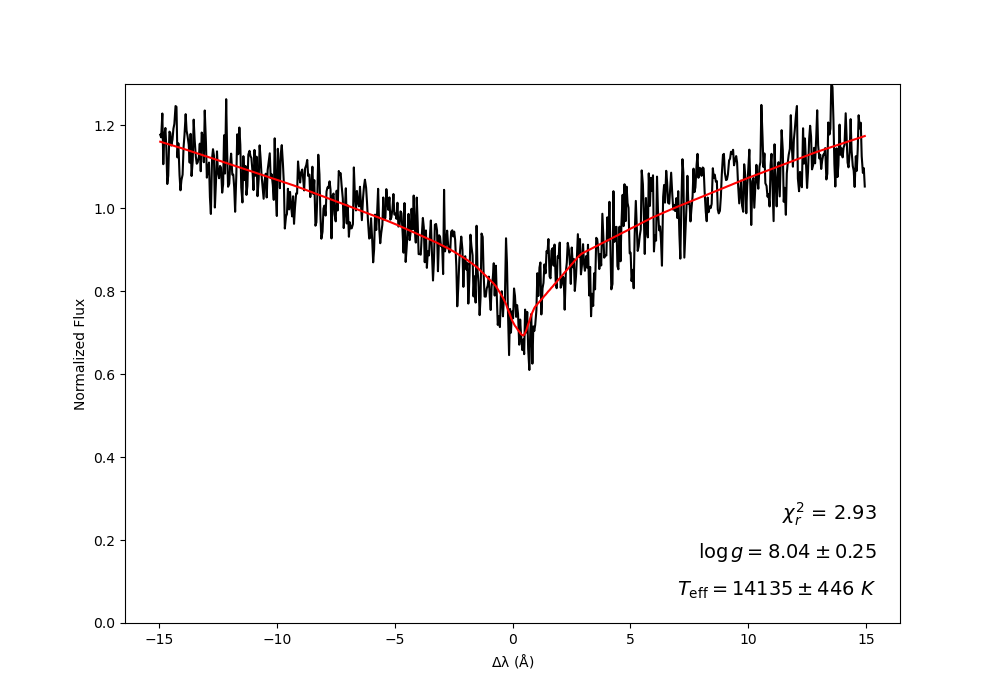 1.2
1.0
0.8
0.6
0.4
0.2
0.0
Normalized Flux
χ²ᵣ = 2.93
log g = 8.04 ± 0.25
T_eff = 14135 ± 446 K
−15 −10 −5 0 5 10 15
Δλ (Å)